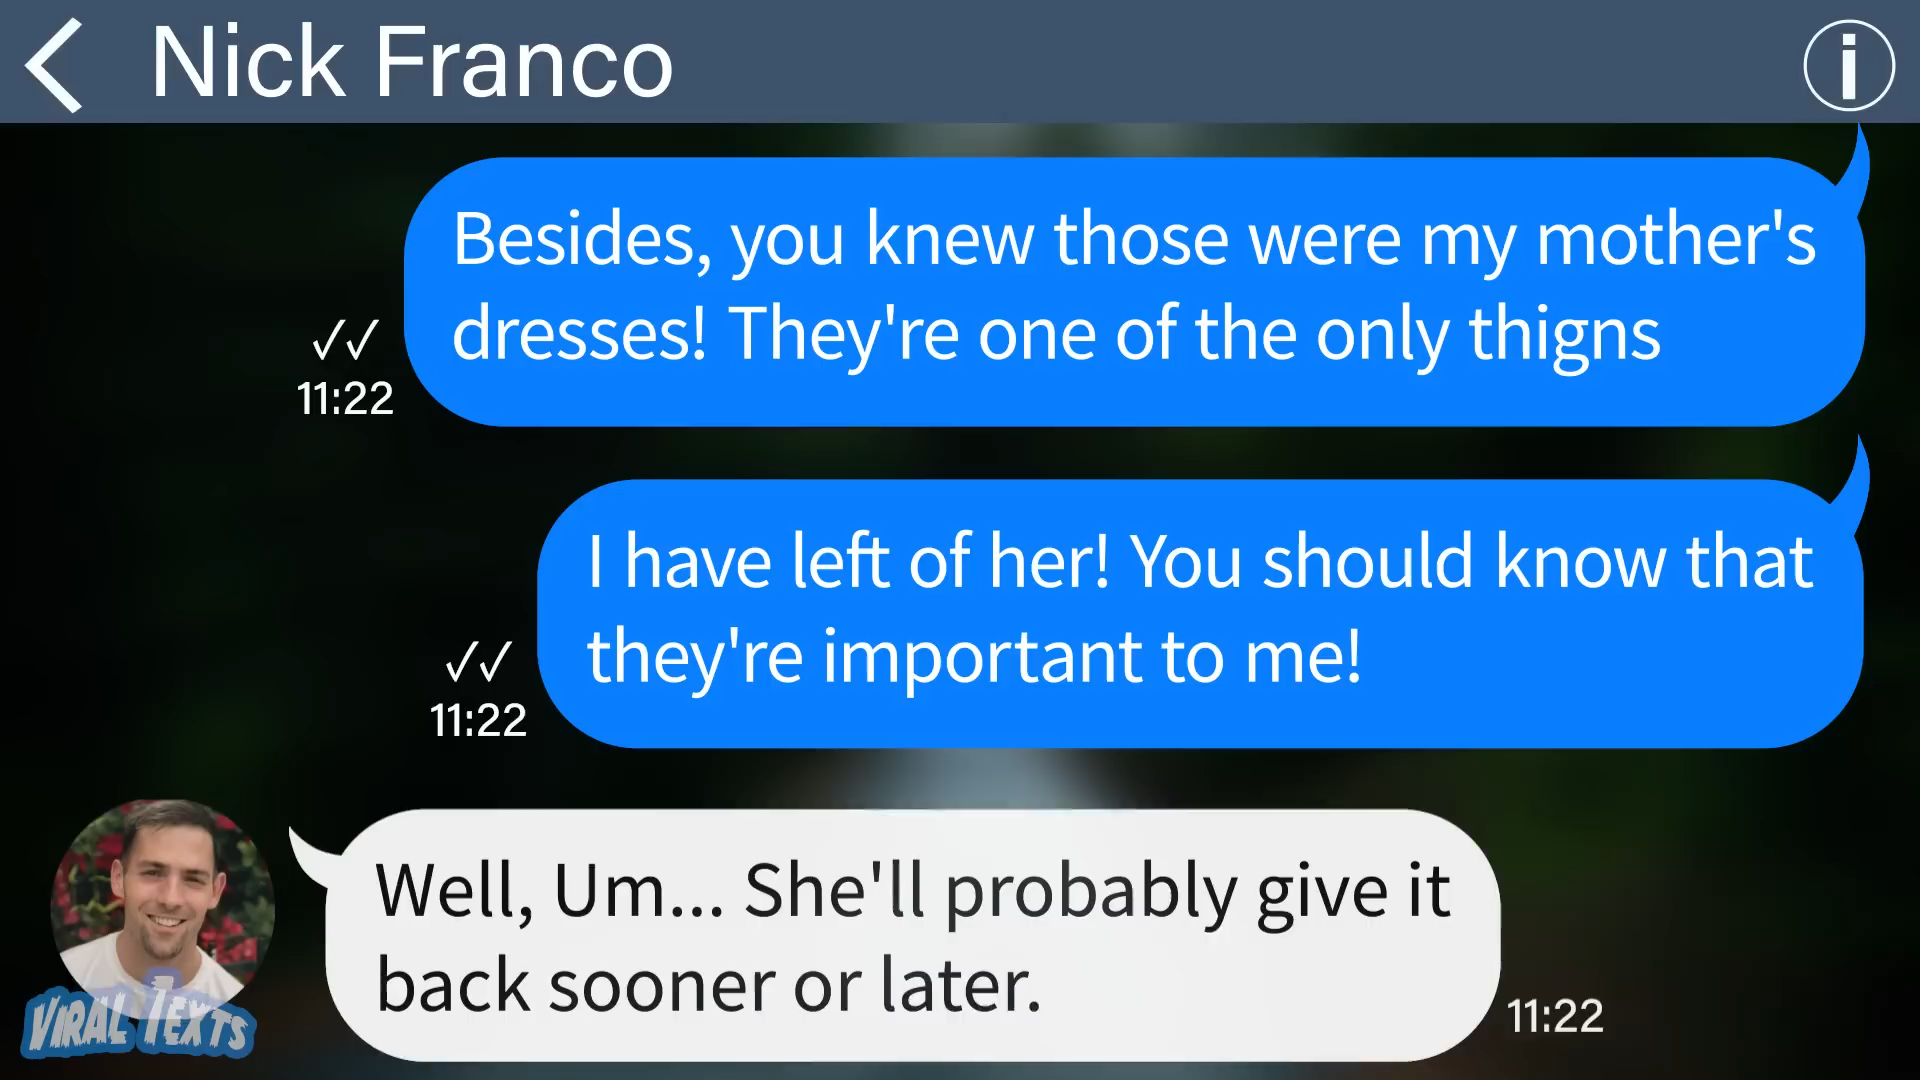 Nick Franco
Besides, you knew those were my mother's
dresses! They're one of the only thigns
11:22
I have left of her! You should know that
they're important to me!
11:22
Well, Um... She'll probably give it
back sooner or later.
11:22
VIRAL TEXTS